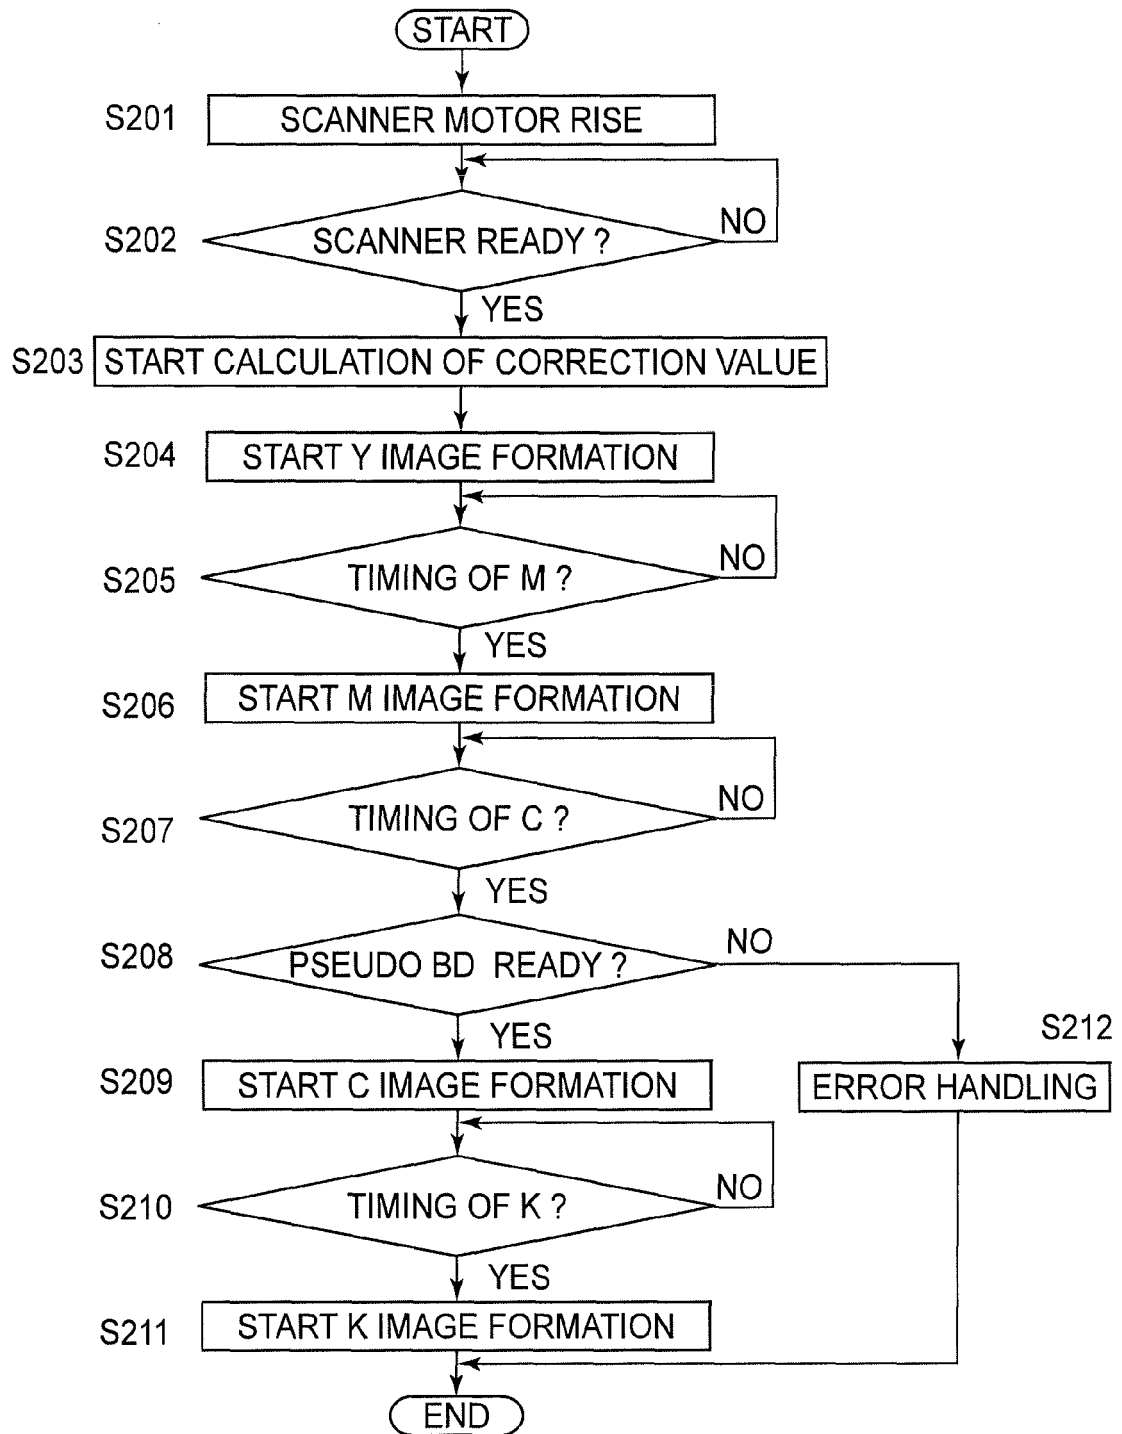 START
S201
SCANNER MOTOR RISE
S202
SCANNER READY ?
NO
YES
S203
START CALCULATION OF CORRECTION VALUE
S204
START Y IMAGE FORMATION
S205
TIMING OF M ?
NO
YES
S206
START M IMAGE FORMATION
S207
TIMING OF C ?
NO
YES
S208
PSEUDO BD READY ?
NO
YES
S212
ERROR HANDLING
S209
START C IMAGE FORMATION
S210
TIMING OF K ?
NO
YES
S211
START K IMAGE FORMATION
END